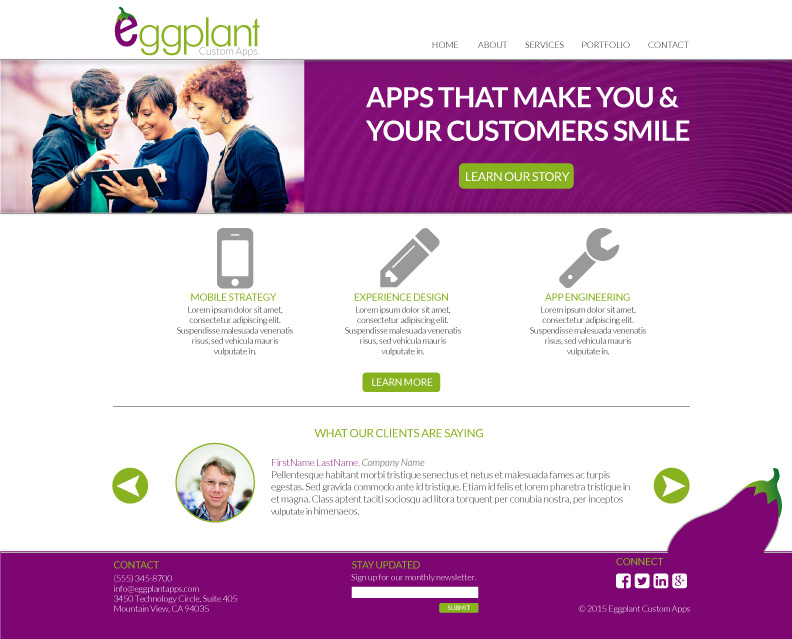 eggplant
Custom Apps
HOME ABOUT SERVICES PORTFOLIO CONTACT
APPS THAT MAKE YOU &
YOUR CUSTOMERS SMILE
LEARN OUR STORY
MOBILE STRATEGY
Lorem ipsum dolor sit amet,
consectetur adipiscing elit.
Suspendisse malesuada venenatis
risus, sed vehicula mauris
vulputate in.
EXPERIENCE DESIGN
Lorem ipsum dolor sit amet,
consectetur adipiscing elit.
Suspendisse malesuada venenatis
risus, sed vehicula mauris
vulputate in.
APP ENGINEERING
Lorem ipsum dolor sit amet,
consectetur adipiscing elit.
Suspendisse malesuada venenatis
risus, sed vehicula mauris
vulputate in.
LEARN MORE
WHAT OUR CLIENTS ARE SAYING
FirstName LastName, Company Name
Pellentesque habitant morbi tristique senectus et netus et malesuada fames ac turpis
egestas. Sed gravida commodo ante id tristique. Etiam id felis et lorem pharetra tristique in
et magna. Class aptent taciti sociosqu ad litora torquent per conubia nostra, per inceptos
vulputate in himenaeos.
CONTACT
(555) 345-8700
info@eggplantapps.com
3450 Technology Circle, Suite 405
Mountain View, CA 94035
STAY UPDATED
Sign up for our monthly newsletter.
SUBMIT
CONNECT
© 2015 Eggplant Custom Apps